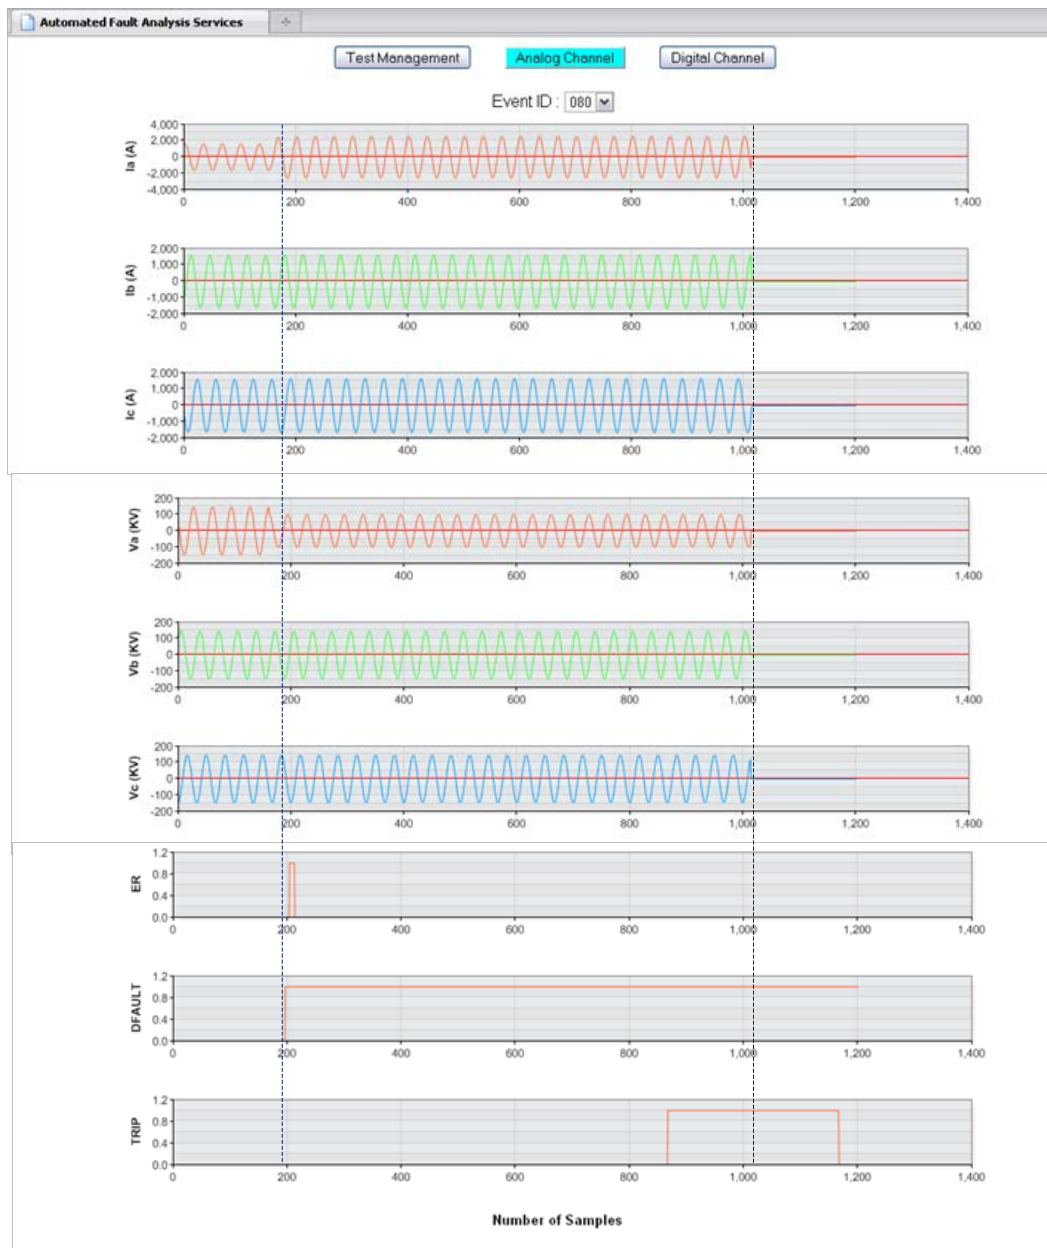 Automated Fault Analysis Services
Test Management Analog Channel Digital Channel
Event ID : 080
Ia (A)
4,000
2,000
0
-2,000
-4,000
0 200 400 600 800 1,000 1,200 1,400
Ib (A)
2,000
1,000
0
-1,000
-2,000
0 200 400 600 800 1,000 1,200 1,400
Ic (A)
2,000
1,000
0
-1,000
-2,000
0 200 400 600 800 1,000 1,200 1,400
Va (KV)
200
100
0
-100
-200
0 200 400 600 800 1,000 1,200 1,400
Vb (KV)
200
100
0
-100
-200
0 200 400 600 800 1,000 1,200 1,400
Vc (KV)
200
100
0
-100
-200
0 200 400 600 800 1,000 1,200 1,400
ER
1.2
0.8
0.4
0.0
0 200 400 600 800 1,000 1,200 1,400
DFAULT
1.2
0.8
0.4
0.0
0 200 400 600 800 1,000 1,200 1,400
TRIP
1.2
0.8
0.4
0.0
0 200 400 600 800 1,000 1,200 1,400
Number of Samples